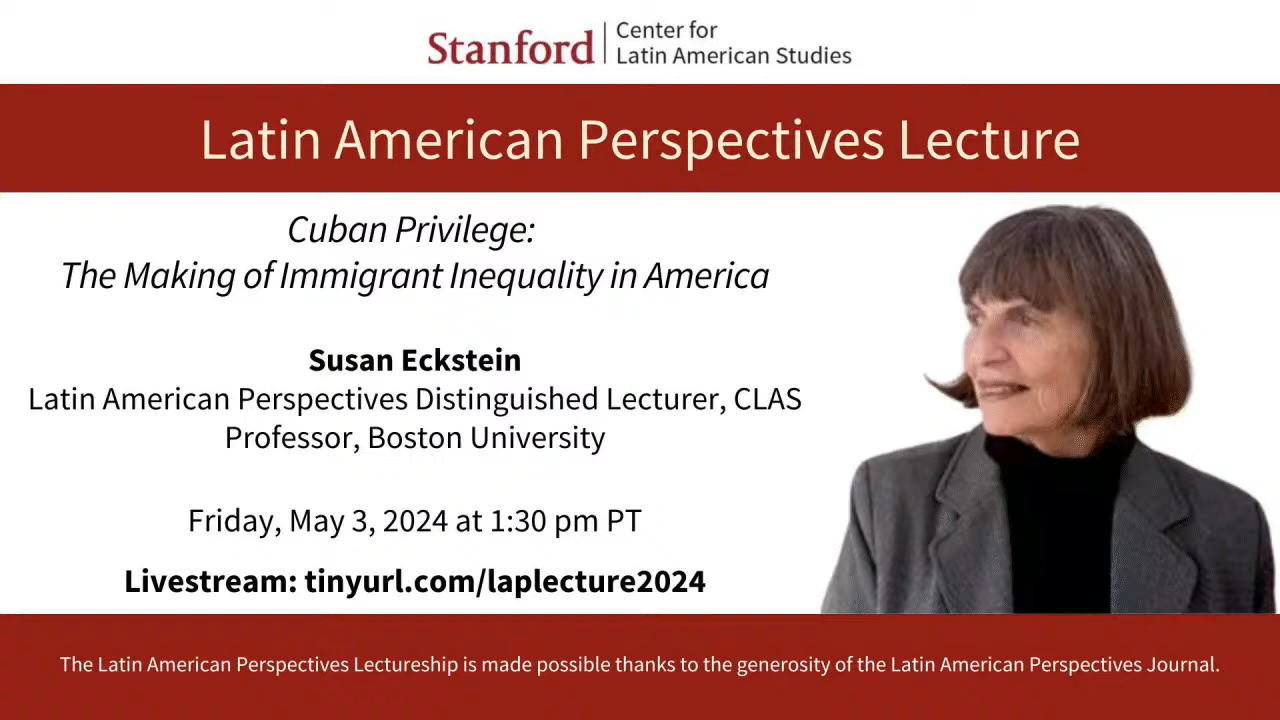 Stanford
Center for
Latin American Studies
Latin American Perspectives Lecture
Cuban Privilege:
The Making of Immigrant Inequality in America
Susan Eckstein
Latin American Perspectives Distinguished Lecturer, CLAS
Professor, Boston University
Friday, May 3, 2024 at 1:30 pm PT
Livestream: tinyurl.com/laplecture2024
The Latin American Perspectives Lectureship is made possible thanks to the generosity of the Latin American Perspectives Journal.